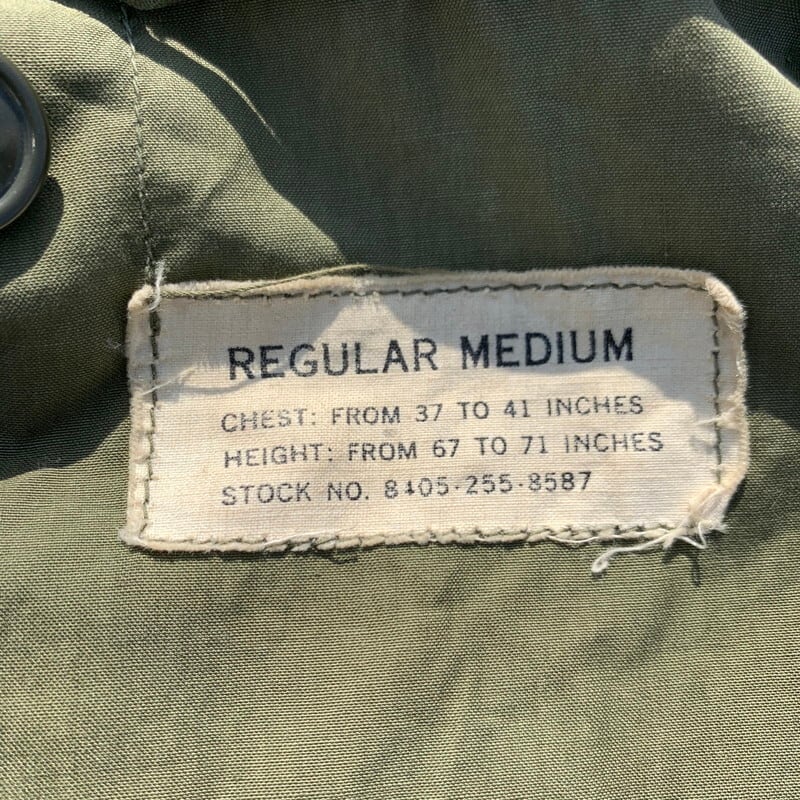 REGULAR MEDIUM
CHEST: FROM 37 TO 41 INCHES
HEIGHT: FROM 67 TO 71 INCHES
STOCK NO. 8405-255-8587